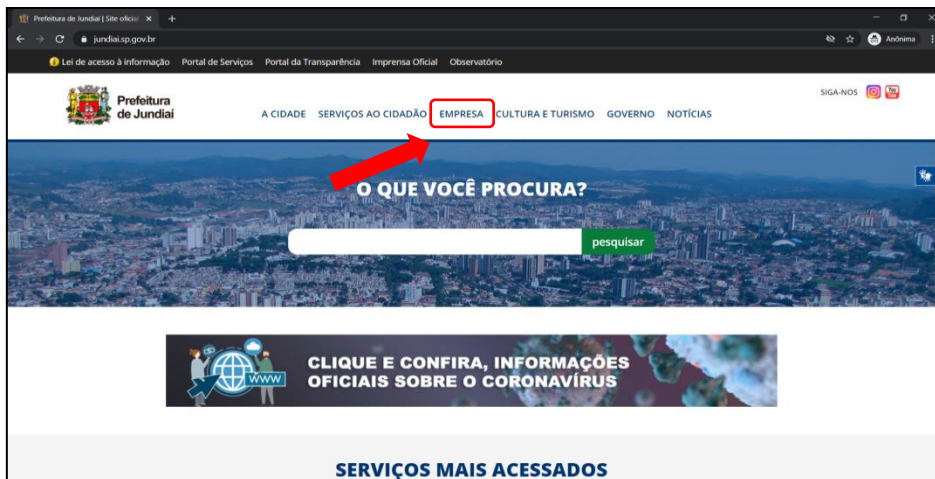 Prefeitura de Jundiaí | Site oficial
jundiai.sp.gov.br
Anônima
Lei de acesso à informação Portal de Serviços Portal da Transparência Imprensa Oficial Observatório
SIGA-NOS
You Tube
Prefeitura
de Jundiaí
A CIDADE SERVIÇOS AO CIDADÃO EMPRESA CULTURA E TURISMO GOVERNO NOTÍCIAS
O QUE VOCÊ PROCURA?
pesquisar
www
CLIQUE E CONFIRA, INFORMAÇÕES
OFICIAIS SOBRE O CORONAVÍRUS
SERVIÇOS MAIS ACESSADOS